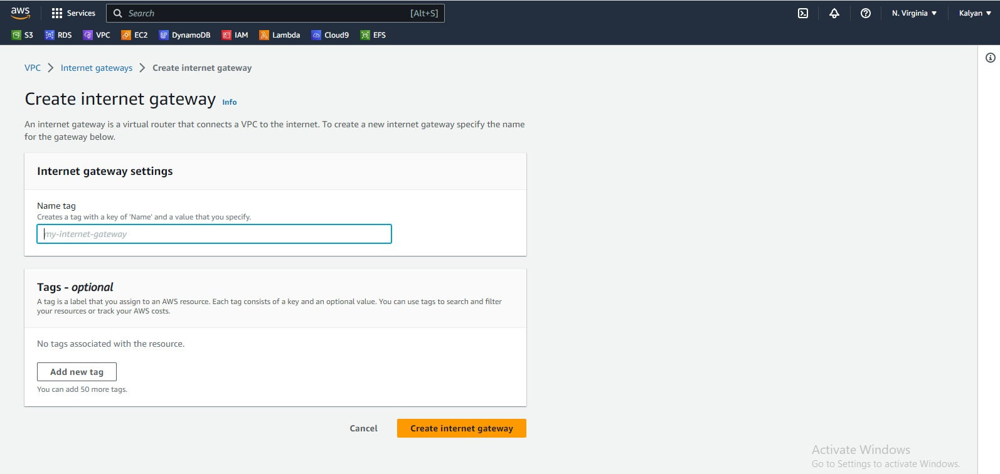 aws Services Search [Alt+S] N. Virginia Kalyan
S3 RDS VPC EC2 DynamoDB IAM Lambda Cloud9 EFS
VPC Internet gateways Create internet gateway
Create internet gateway Info
An internet gateway is a virtual router that connects a VPC to the internet. To create a new internet gateway specify the name
for the gateway below.
Internet gateway settings
Name tag
Creates a tag with a key of 'Name' and a value that you specify.
my-internet-gateway
Tags - optional
A tag is a label that you assign to an AWS resource. Each tag consists of a key and an optional value. You can use tags to search and filter
your resources or track your AWS costs.
No tags associated with the resource.
Add new tag
You can add 50 more tags.
Cancel Create internet gateway
Activate Windows
Go to Settings to activate Windows.